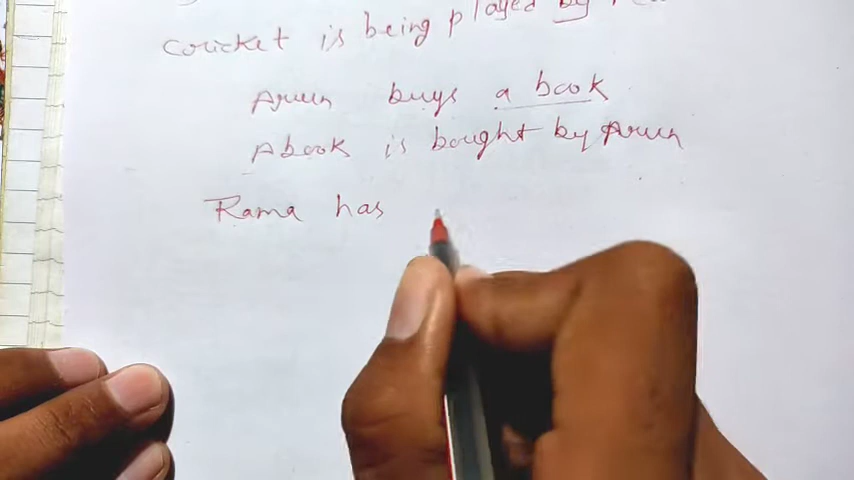 cricket is being played by
Arun buys a book
A book is bought by Arun
Rama has